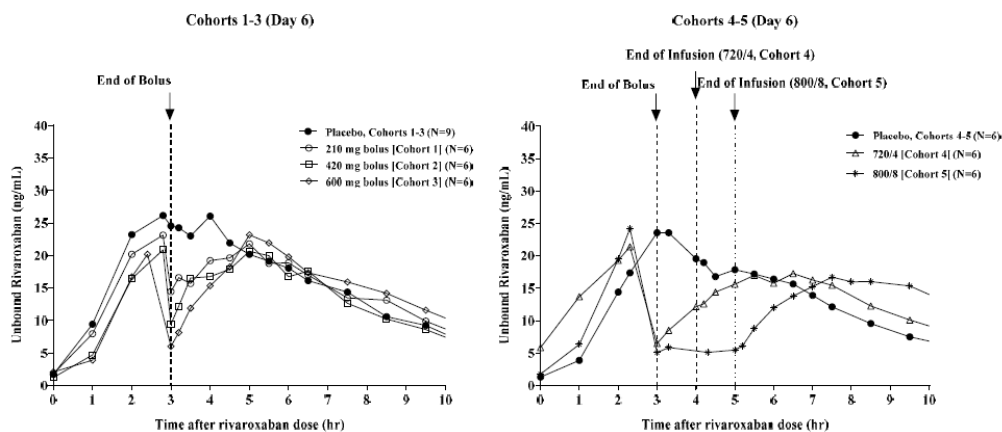 Cohorts 1-3 (Day 6)
End of Bolus
Placebo, Cohorts 1-3 (N=9)
210 mg bolus [Cohort 1] (N=6)
420 mg bolus [Cohort 2] (N=6)
600 mg bolus [Cohort 3] (N=6)
Unbound Rivaroxaban (ng/mL)
40
35
30
25
20
15
10
5
0
0 1 2 3 4 5 6 7 8 9 10
Time after rivaroxaban dose (hr)
Cohorts 4-5 (Day 6)
End of Infusion (720/4, Cohort 4)
End of Bolus
End of Infusion (800/8, Cohort 5)
Placebo, Cohorts 4-5 (N=6)
720/4 [Cohort 4] (N=6)
800/8 [Cohort 5] (N=6)
Unbound Rivaroxaban (ng/mL)
40
35
30
25
20
15
10
5
0
0 1 2 3 4 5 6 7 8 9 10
Time after rivaroxaban dose (hr)